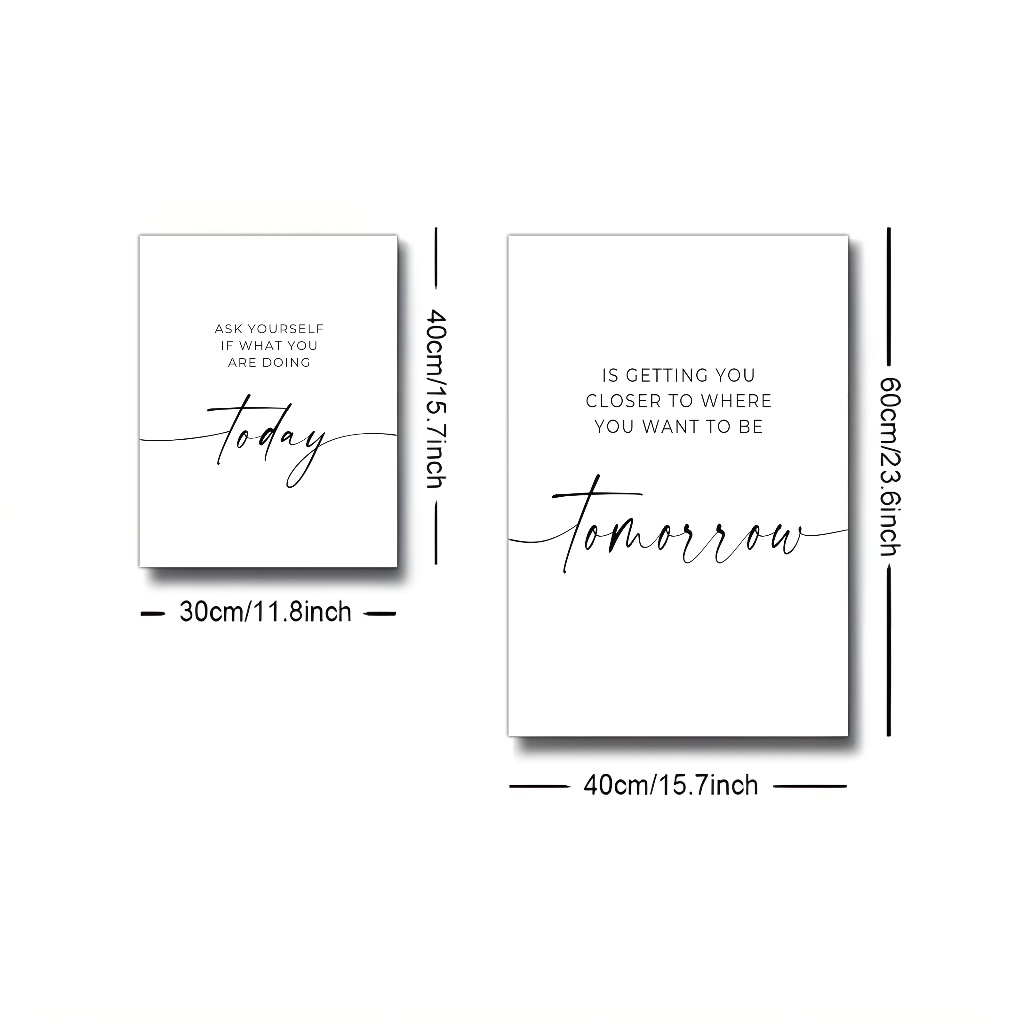 ASK YOURSELF
IF WHAT YOU
ARE DOING
today
40cm/15.7inch
30cm/11.8inch
IS GETTING YOU
CLOSER TO WHERE
YOU WANT TO BE
tomorrow
60cm/23.6inch
40cm/15.7inch